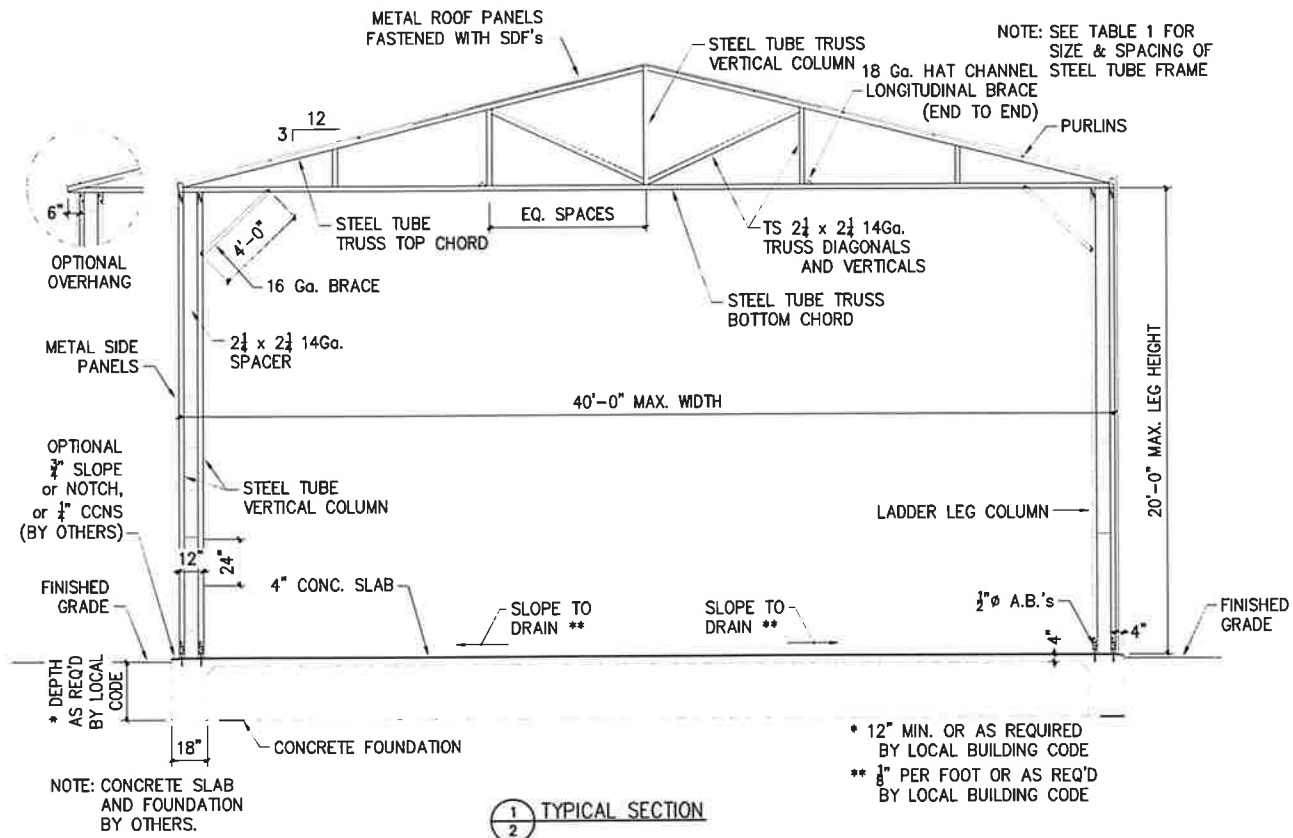 METAL ROOF PANELS
FASTENED WITH SDF's
STEEL TUBE TRUSS
VERTICAL COLUMN
NOTE: SEE TABLE 1 FOR
SIZE & SPACING OF
STEEL TUBE FRAME
18 Ga. HAT CHANNEL
LONGITUDINAL BRACE
(END TO END)
PURLINS
12
3
6"
OPTIONAL
OVERHANG
4'-0"
STEEL TUBE
TRUSS TOP CHORD
EQ. SPACES
TS 2¼ x 2¼ 14Ga.
TRUSS DIAGONALS
AND VERTICALS
16 Ga. BRACE
STEEL TUBE TRUSS
BOTTOM CHORD
2¼ x 2¼ 14Ga.
SPACER
METAL SIDE
PANELS
40'-0" MAX. WIDTH
20'-0" MAX. LEG HEIGHT
OPTIONAL
¾" SLOPE
or NOTCH,
or ¼" CCNS
(BY OTHERS)
STEEL TUBE
VERTICAL COLUMN
LADDER LEG COLUMN
12"
24"
4" CONC. SLAB
FINISHED
GRADE
SLOPE TO
DRAIN **
SLOPE TO
DRAIN **
½"ø A.B.'s
4"
4"
FINISHED
GRADE
* DEPTH
AS REQ'D
BY LOCAL
CODE
18"
CONCRETE FOUNDATION
* 12" MIN. OR AS REQUIRED
BY LOCAL BUILDING CODE
** ⅛" PER FOOT OR AS REQ'D
BY LOCAL BUILDING CODE
NOTE: CONCRETE SLAB
AND FOUNDATION
BY OTHERS.
1
2
TYPICAL SECTION